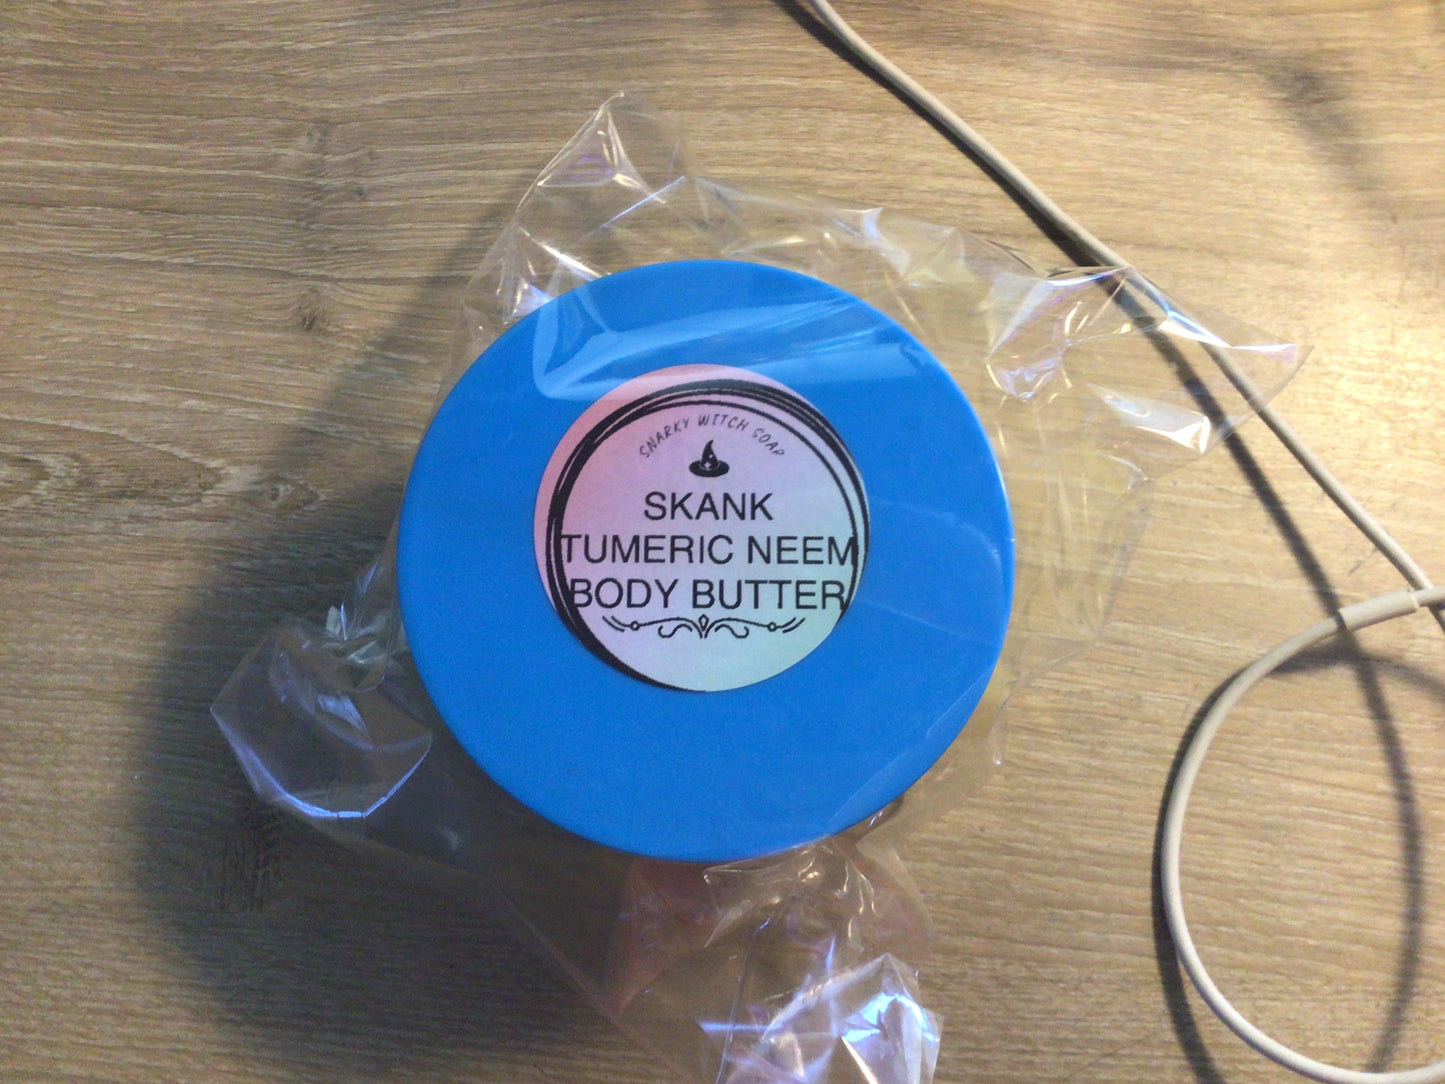 SNARKY WITCH SOAP
SKANK
TUMERIC NEEM
BODY BUTTER